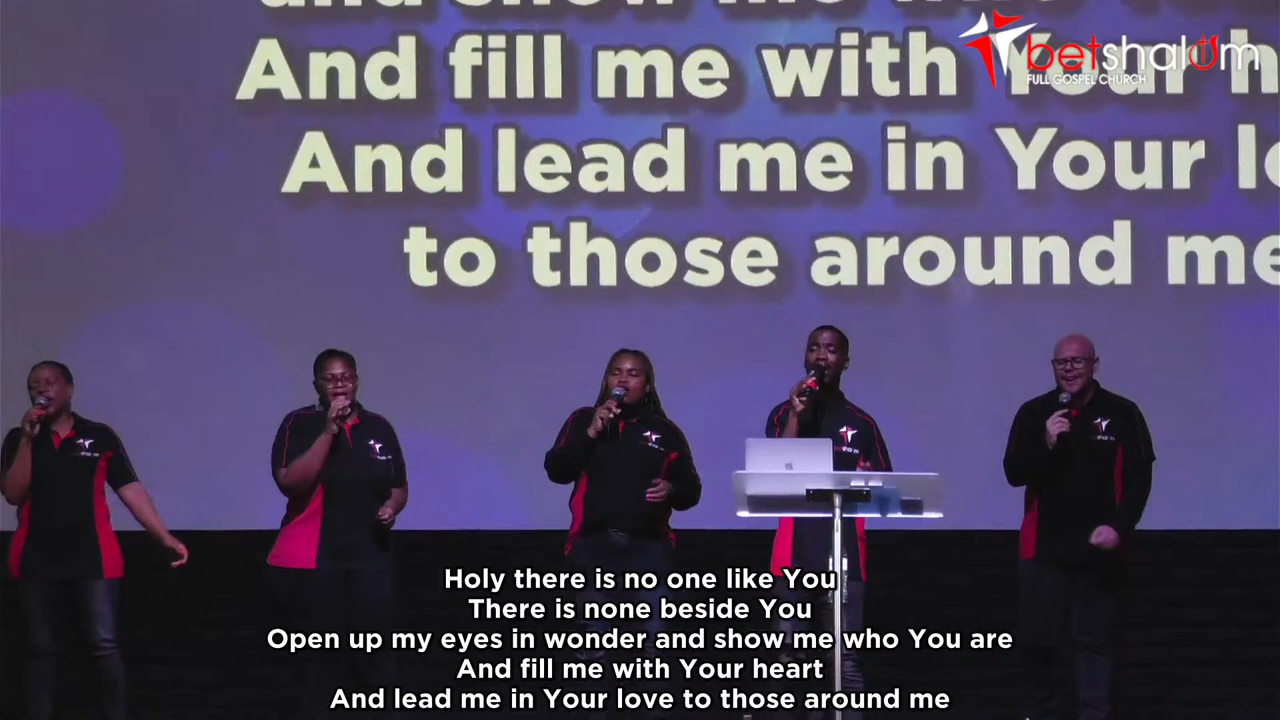 And fill me with Your h
betshalom
FULL GOSPEL CHURCH
And lead me in Your l
to those around me
Holy there is no one like You
There is none beside You
Open up my eyes in wonder and show me who You are
And fill me with Your heart
And lead me in Your love to those around me